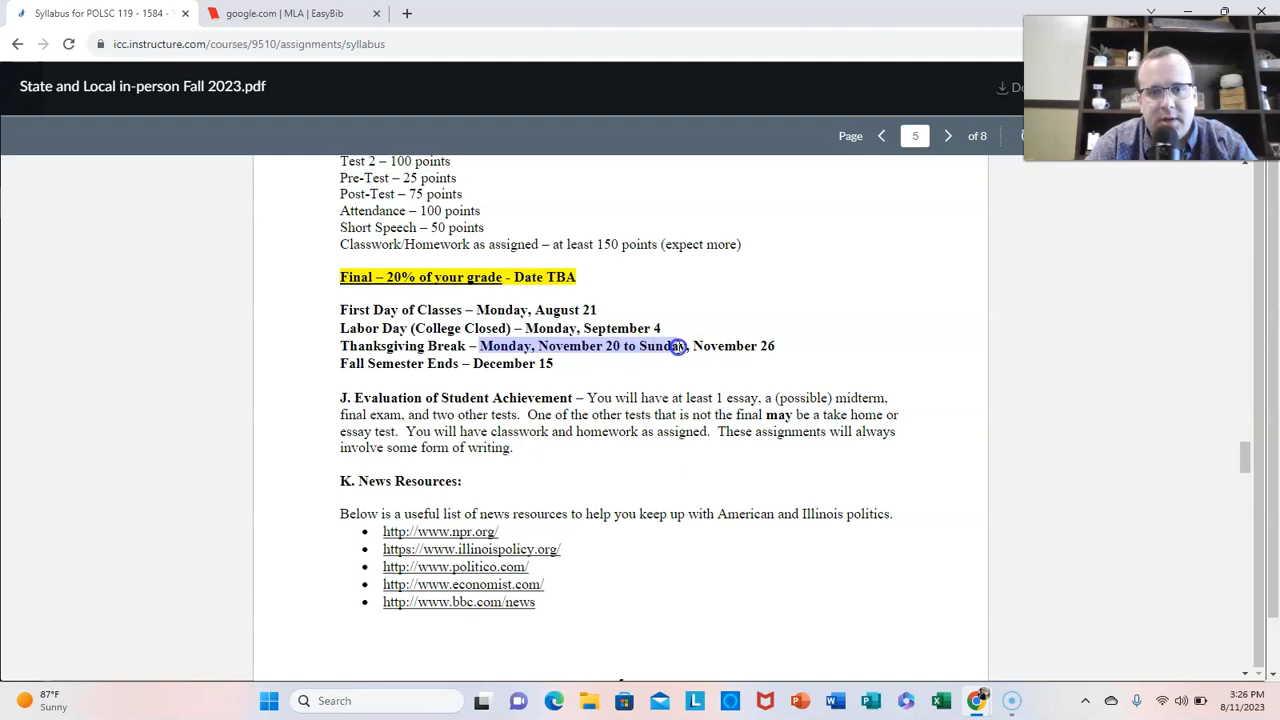 Syllabus for POLSC 119 - 1584 -
google.com | MLA | EasyBib
icc.instructure.com/courses/9510/assignments/syllabus
State and Local in-person Fall 2023.pdf
Page 5 of 8
Test 2 – 100 points
Pre-Test – 25 points
Post-Test – 75 points
Attendance – 100 points
Short Speech – 50 points
Classwork/Homework as assigned – at least 150 points (expect more)
Final – 20% of your grade - Date TBA
First Day of Classes – Monday, August 21
Labor Day (College Closed) – Monday, September 4
Thanksgiving Break – Monday, November 20 to Sunday, November 26
Fall Semester Ends – December 15
J. Evaluation of Student Achievement – You will have at least 1 essay, a (possible) midterm,
final exam, and two other tests. One of the other tests that is not the final may be a take home or
essay test. You will have classwork and homework as assigned. These assignments will always
involve some form of writing.
K. News Resources:
Below is a useful list of news resources to help you keep up with American and Illinois politics.
• http://www.npr.org/
• https://www.illinoispolicy.org/
• http://www.politico.com/
• http://www.economist.com/
• http://www.bbc.com/news
87°F
Sunny
Search
3:26 PM
8/11/2023